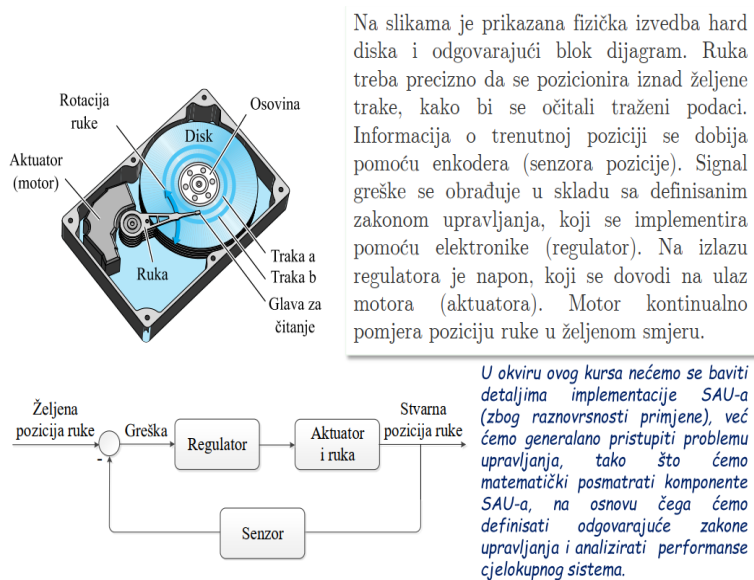 Rotacija
ruke
Osovina
Disk
Aktuator
(motor)
Ruka
Traka a
Traka b
Glava za
čitanje
Na slikama je prikazana fizička izvedba hard
diska i odgovarajući blok dijagram. Ruka
treba precizno da se pozicionira iznad željene
trake, kako bi se očitali traženi podaci.
Informacija o trenutnoj poziciji se dobija
pomoću enkodera (senzora pozicije). Signal
greške se obrađuje u skladu sa definisanim
zakonom upravljanja, koji se implementira
pomoću elektronike (regulator). Na izlazu
regulatora je napon, koji se dovodi na ulaz
motora (aktuatora). Motor kontinualno
pomjera poziciju ruke u željenom smjeru.
Željena
pozicija ruke
-
Greška
Regulator
Aktuator
i ruka
Stvarna
pozicija ruke
Senzor
U okviru ovog kursa nećemo se baviti
detaljima implementacije SAU-a
(zbog raznovrsnosti primjene), već
ćemo generalano pristupiti problemu
upravljanja, tako što ćemo
matematički posmatrati komponente
SAU-a, na osnovu čega ćemo
definisati odgovarajuće zakone
upravljanja i analizirati performanse
cjelokupnog sistema.